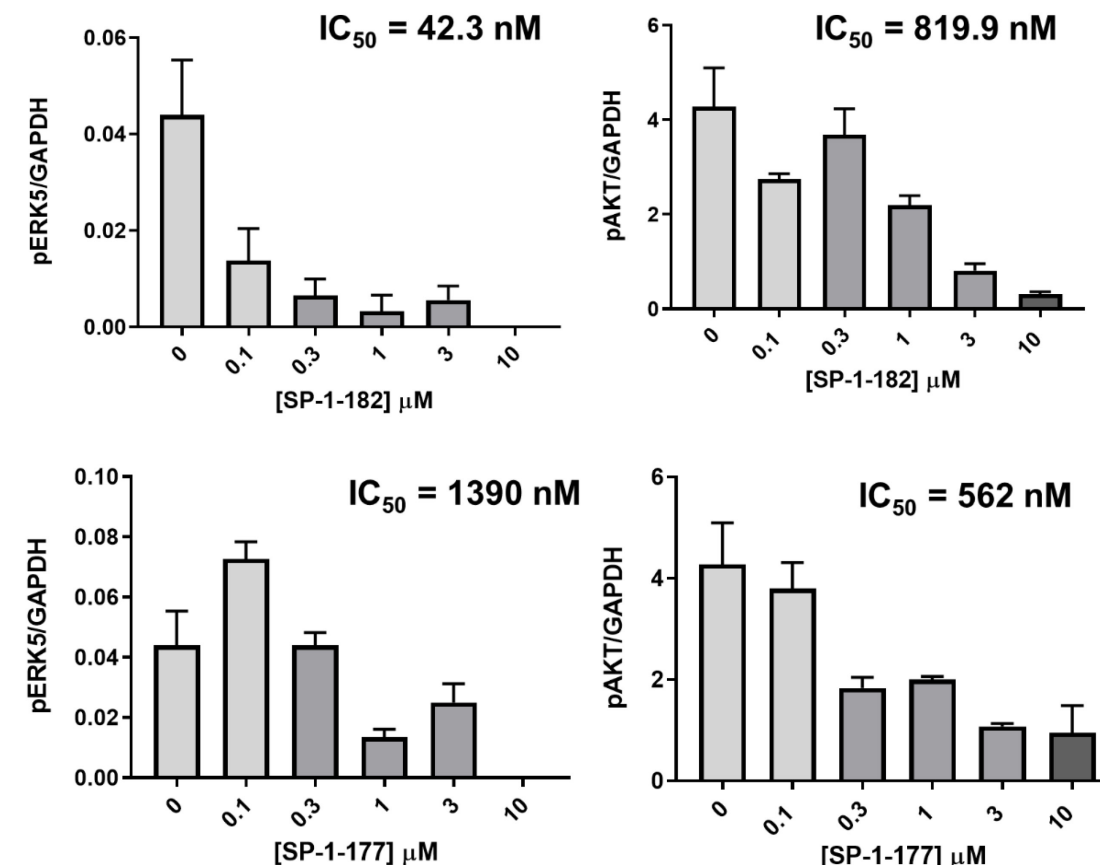 IC50 = 42.3 nM
pERK5/GAPDH
0.06
0.04
0.02
0.00
0 0.1 0.3 1 3 10
[SP-1-182] μM
IC50 = 819.9 nM
pAKT/GAPDH
6
4
2
0
0 0.1 0.3 1 3 10
[SP-1-182] μM
IC50 = 1390 nM
pERK5/GAPDH
0.10
0.08
0.06
0.04
0.02
0.00
0 0.1 0.3 1 3 10
[SP-1-177] μM
IC50 = 562 nM
pAKT/GAPDH
6
4
2
0
0 0.1 0.3 1 3 10
[SP-1-177] μM